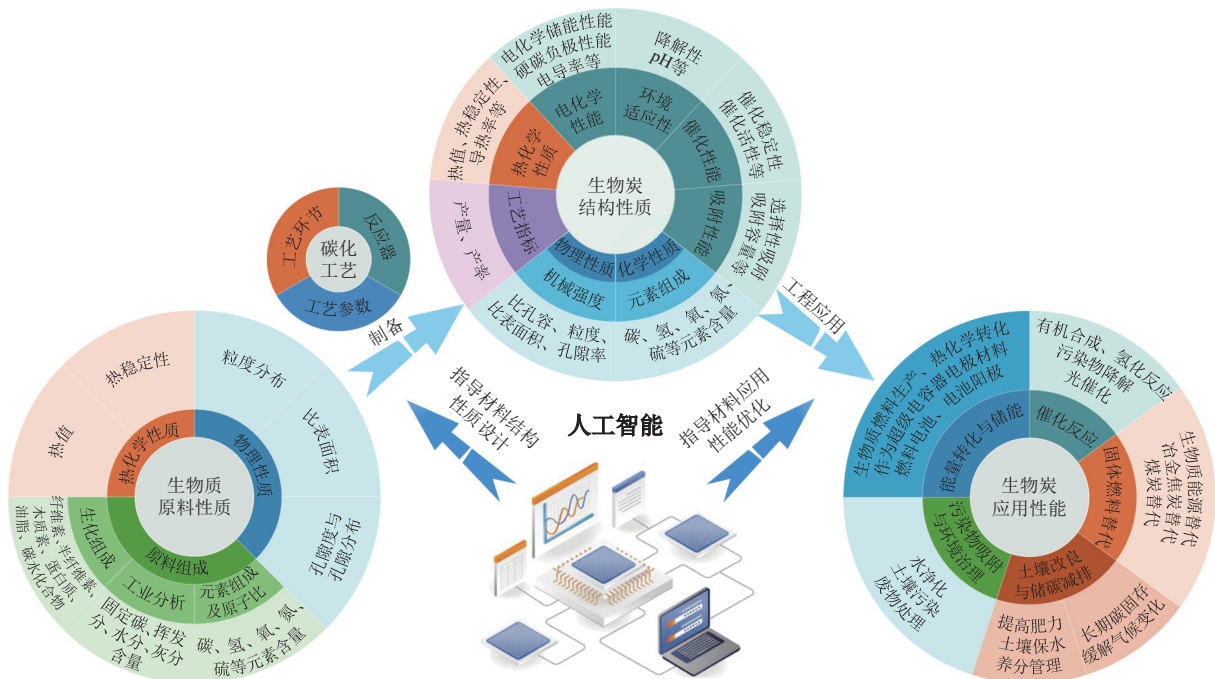 电化学储能性能
硬碳负极性能
电导率等
降解性
pH等
催化稳定性
催化活性等
选择性吸附
吸附容量等
热值、热稳定性、
导热率等
产量、产率
电化学
性能
环境
适应性
催化性能
吸附性能
热化学
性质
工艺指标
物理性质
化学性质
机械强度
元素组成
比孔容、粒度、
比表面积、孔隙率
碳、氢、氧、氮、
硫等元素含量
生物炭
结构性质
工艺环节
反应器
工艺参数
碳化
工艺
制备
工程应用
指导材料结构
性质设计
人工智能
指导材料应用
性能优化
热稳定性
粒度分布
热值
比表面积
孔隙度与
孔隙分布
热化学性质
物理性质
生物质
原料性质
原料组成
生化组成
工业分析
元素组成
及原子比
纤维素、半纤维素、
木质素、蛋白质、
油脂、碳水化合物
固定碳、挥发
分、水分、灰分
含量
碳、氢、氧、氮、
硫等元素含量
生物质燃料生产、热化学转化
作为超级电容器电极材料
燃料电池、电池阳极
有机合成、氢化反应
污染物降解
光催化
能量转化与储能
催化反应
固体燃料替代
生物质能源替代
冶金焦炭替代
煤炭替代
生物炭
应用性能
污染物吸附
与环境治理
土壤改良
与储碳减排
水净化
土壤污染
废物处理
提高肥力
土壤保水
养分管理
长期碳固存
缓解气候变化